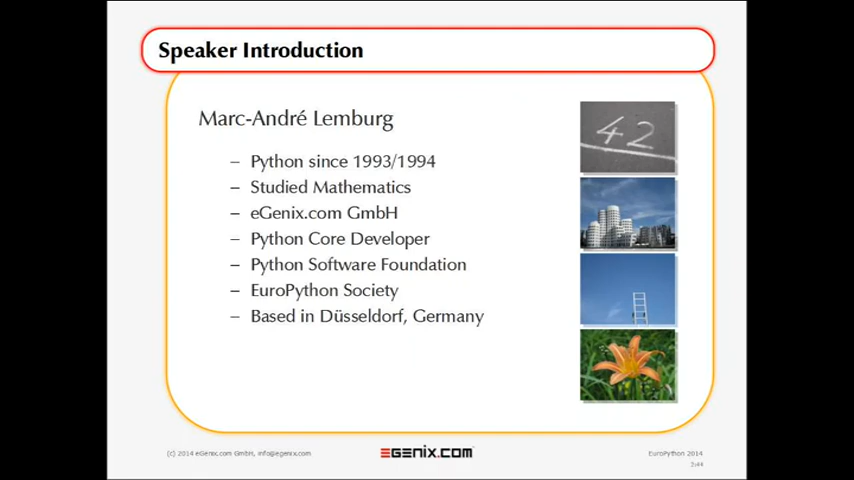 Speaker Introduction
Marc-André Lemburg
– Python since 1993/1994
– Studied Mathematics
– eGenix.com GmbH
– Python Core Developer
– Python Software Foundation
– EuroPython Society
– Based in Düsseldorf, Germany
42
(c) 2014 eGenix.com GmbH, info@egenix.com
EGENIX.COM
EuroPython 2014